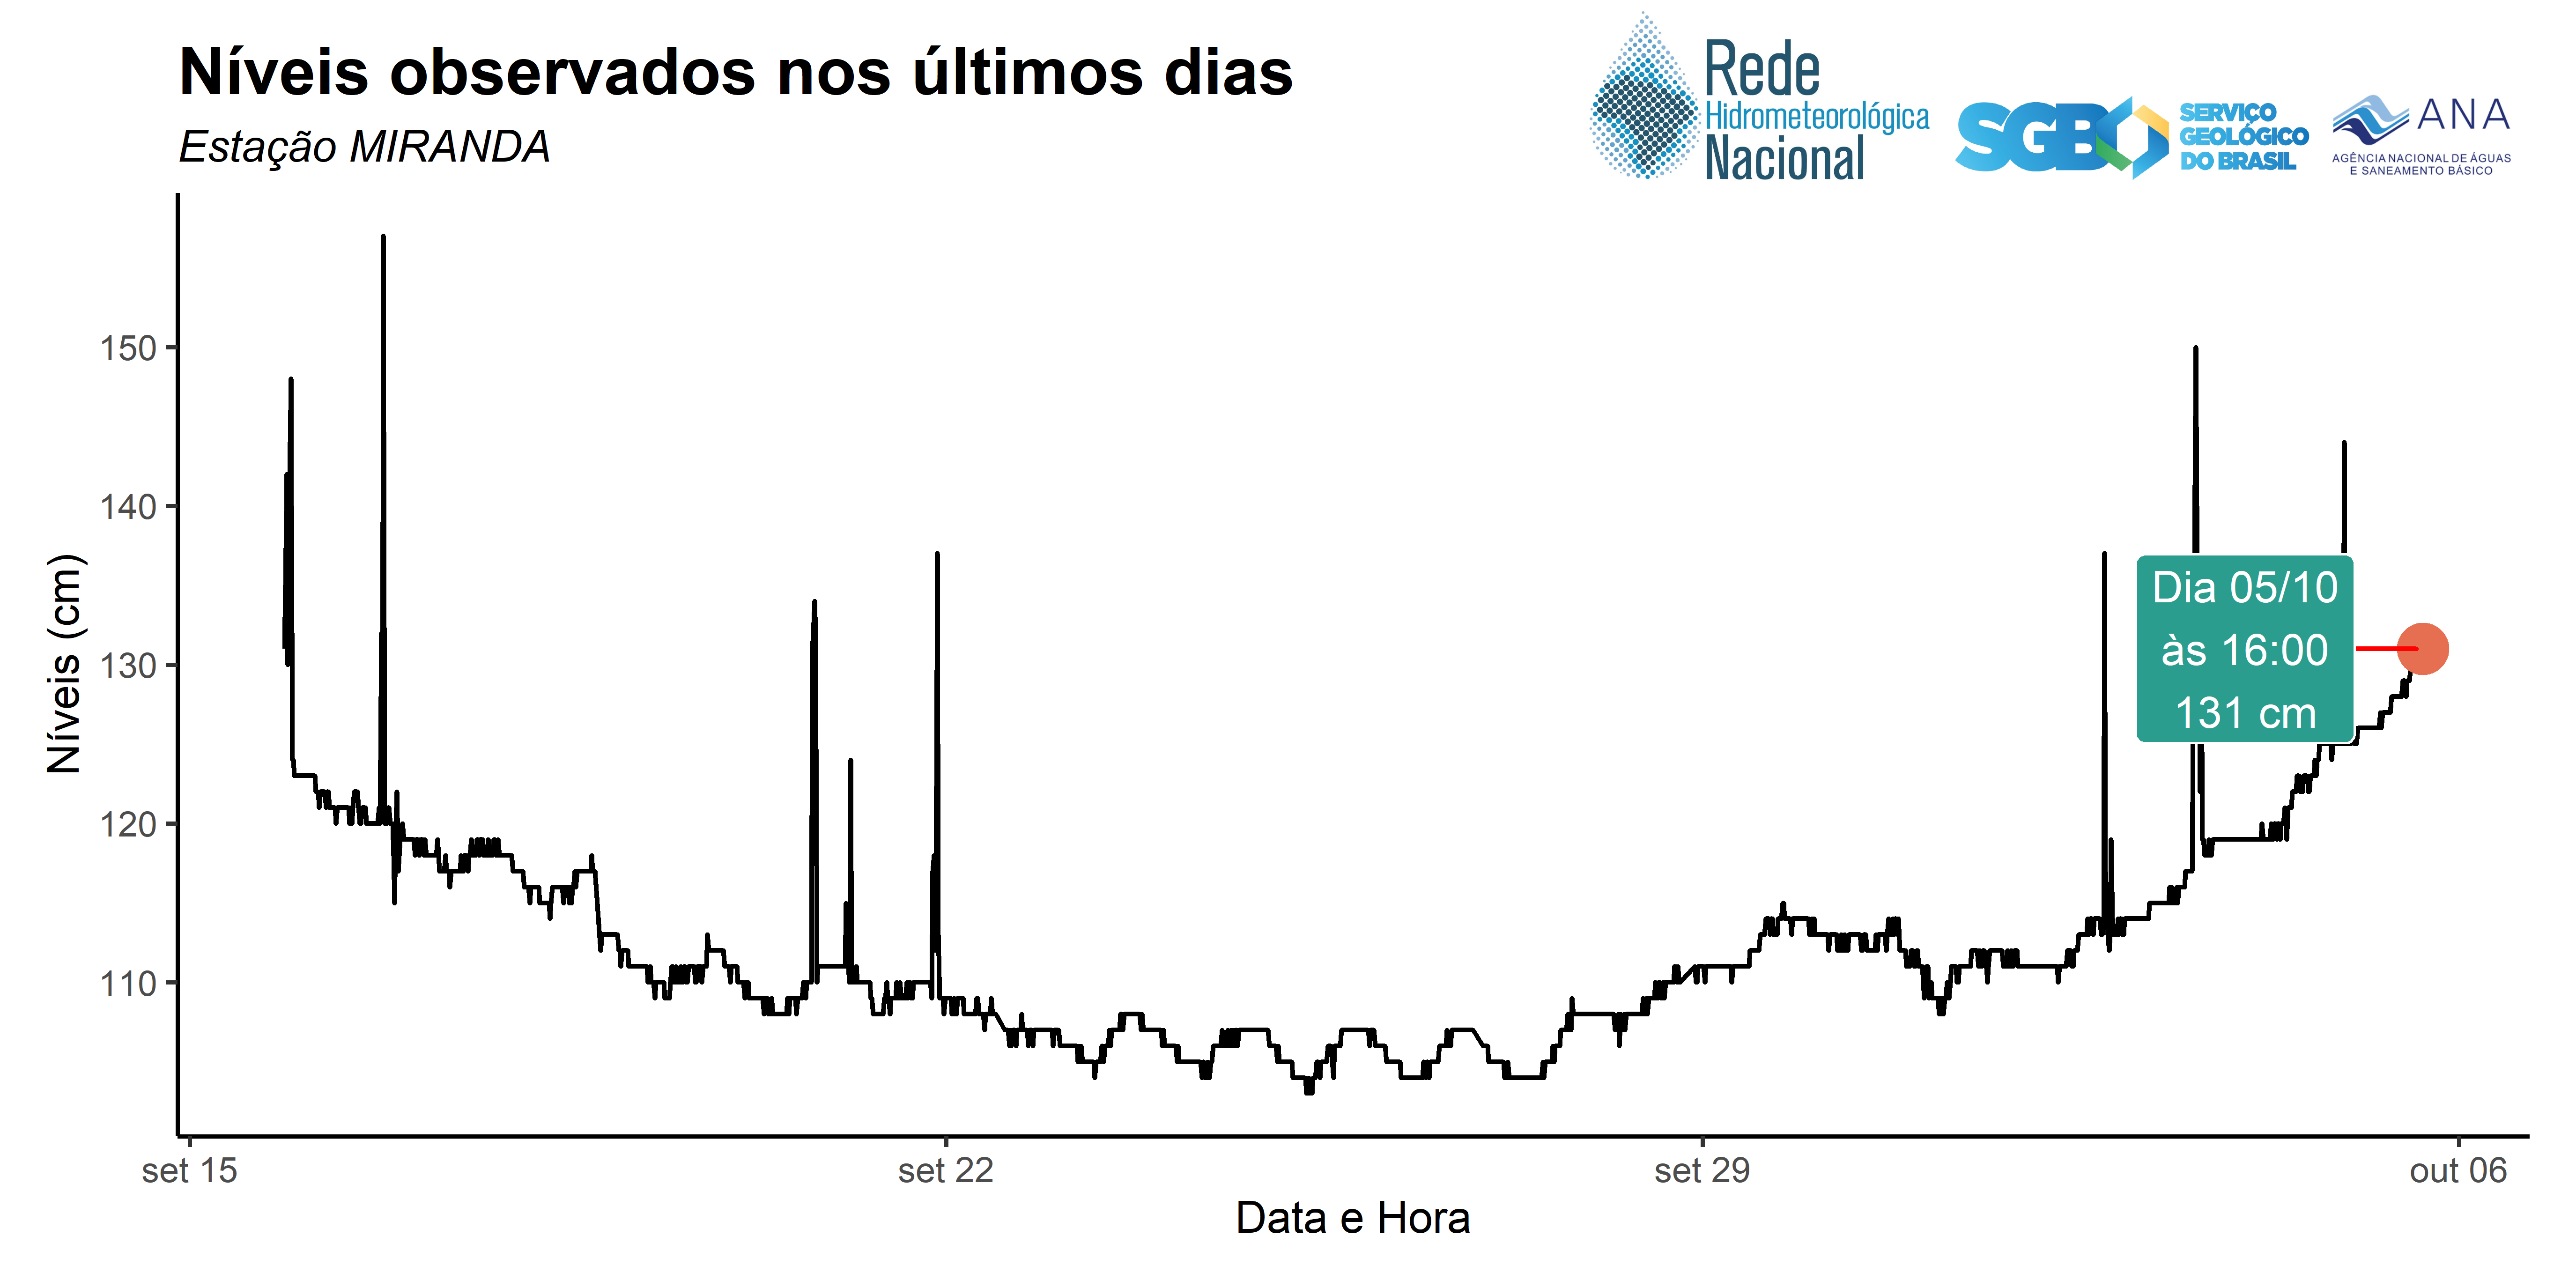 Níveis observados nos últimos dias
Estação MIRANDA
Rede
Hidrometeorológica
Nacional
SGB
SERVIÇO
GEOLÓGICO
DO BRASIL
ANA
AGÊNCIA NACIONAL DE ÁGUAS
E SANEAMENTO BÁSICO
Níveis (cm)
150
140
130
120
110
Dia 05/10
às 16:00
131 cm
set 15
set 22
set 29
out 06
Data e Hora